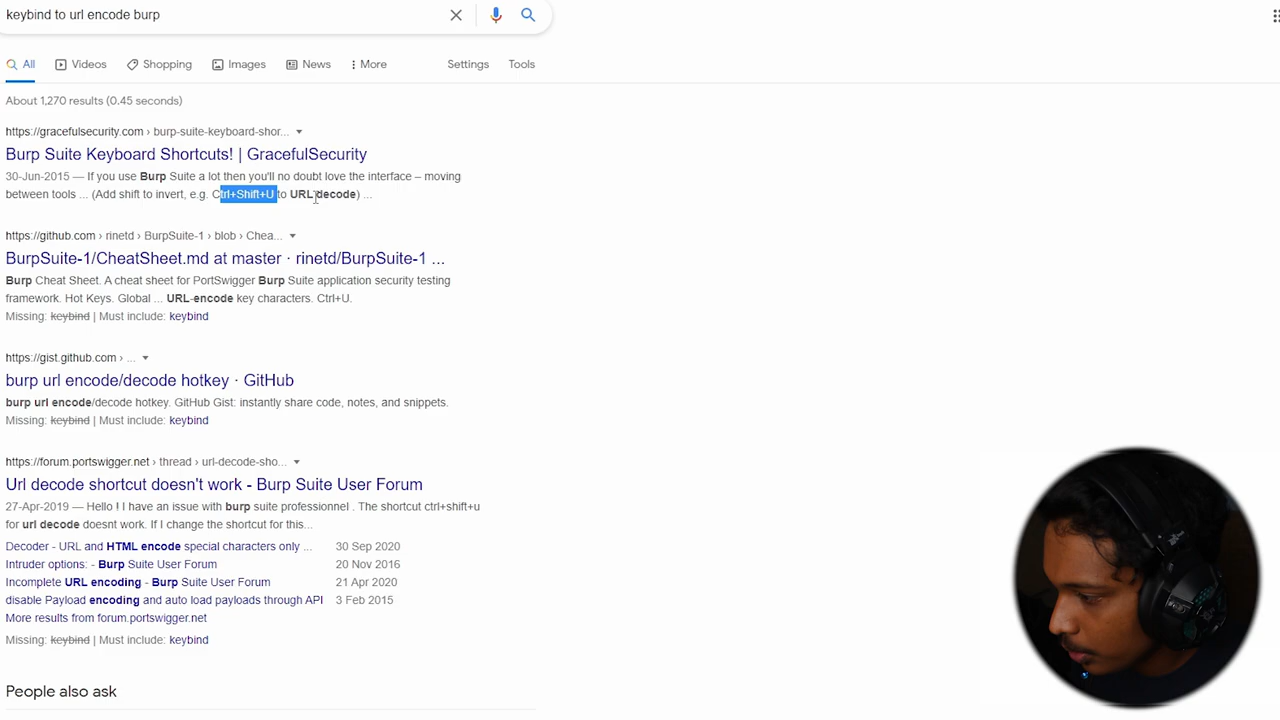 keybind to url encode burp
All Videos Shopping Images News More Settings Tools
About 1,270 results (0.45 seconds)
https://gracefulsecurity.com › burp-suite-keyboard-shor...
Burp Suite Keyboard Shortcuts! | GracefulSecurity
30-Jun-2015 — If you use Burp Suite a lot then you'll no doubt love the interface – moving
between tools ... (Add shift to invert, e.g. Ctrl+Shift+U to URL decode) ...
https://github.com › rinetd › BurpSuite-1 › blob › Chea...
BurpSuite-1/CheatSheet.md at master · rinetd/BurpSuite-1 ...
Burp Cheat Sheet. A cheat sheet for PortSwigger Burp Suite application security testing
framework. Hot Keys. Global ... URL-encode key characters. Ctrl+U.
Missing: keybind | Must include: keybind
https://gist.github.com › ...
burp url encode/decode hotkey · GitHub
burp url encode/decode hotkey. GitHub Gist: instantly share code, notes, and snippets.
Missing: keybind | Must include: keybind
https://forum.portswigger.net › thread › url-decode-sho...
Url decode shortcut doesn't work - Burp Suite User Forum
27-Apr-2019 — Hello ! I have an issue with burp suite professionnel . The shortcut ctrl+shift+u
for url decode doesnt work. If I change the shortcut for this...
Decoder - URL and HTML encode special characters only ... 30 Sep 2020
Intruder options: - Burp Suite User Forum 20 Nov 2016
Incomplete URL encoding - Burp Suite User Forum 21 Apr 2020
disable Payload encoding and auto load payloads through API 3 Feb 2015
More results from forum.portswigger.net
Missing: keybind | Must include: keybind
People also ask